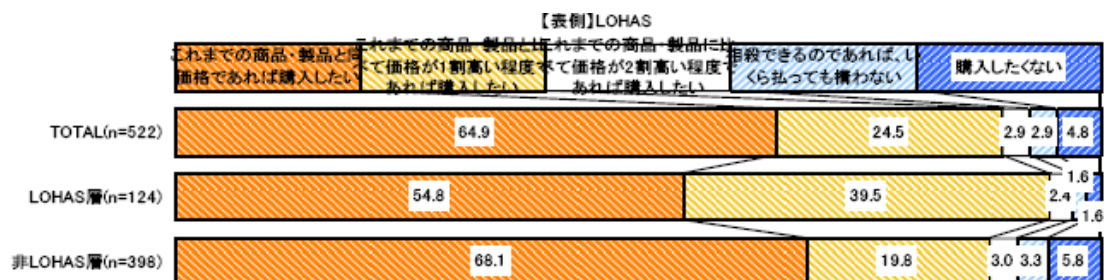 【表側】LOHAS
これまでの商品・製品と同
価格であれば購入したい
これまでの商品・製品と比
べて価格が1割高い程度で
あれば購入したい
これまでの商品・製品に比
べて価格が2割高い程度で
あれば購入したい
相殺できるのであれば、い
くら払っても構わない
購入したくない
TOTAL(n=522)
64.9
24.5
2.9
2.9
4.8
LOHAS層(n=124)
54.8
39.5
2.4
1.6
1.6
非LOHAS層(n=398)
68.1
19.8
3.0
3.3
5.8